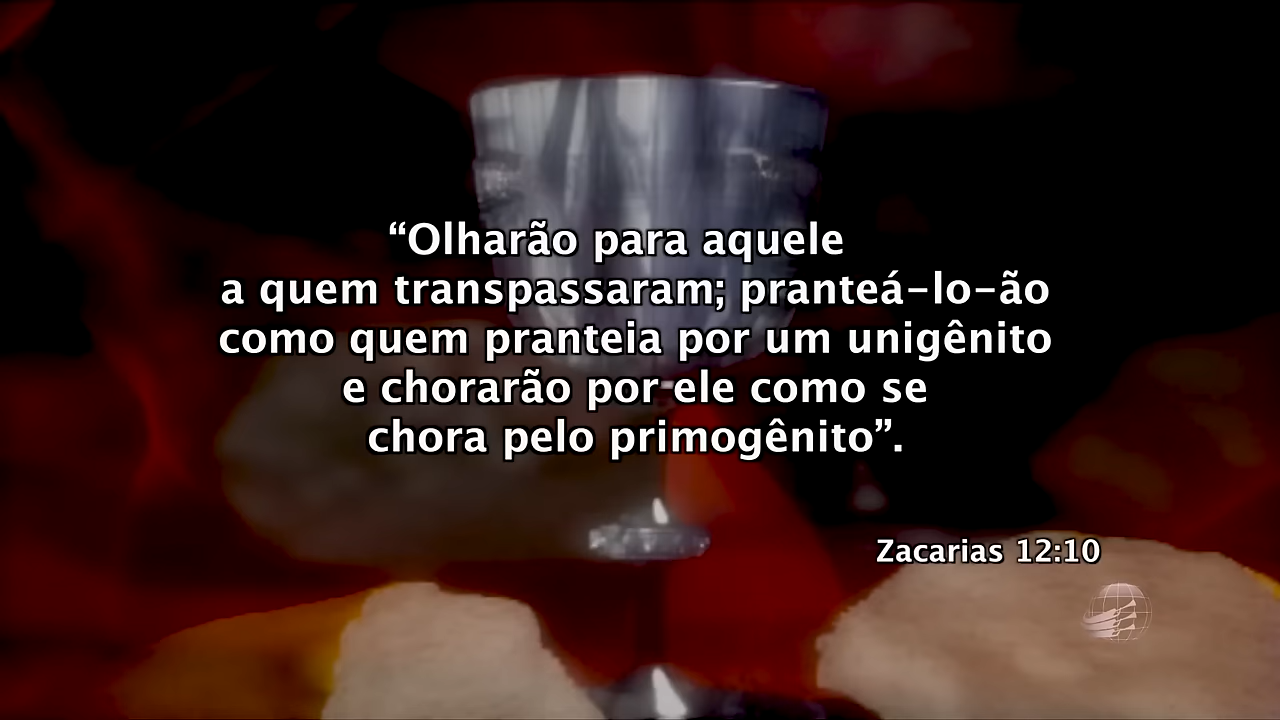 “Olharão para aquele
a quem transpassaram; pranteá-lo-ão
como quem pranteia por um unigênito
e chorarão por ele como se
chora pelo primogênito”.
Zacarias 12:10